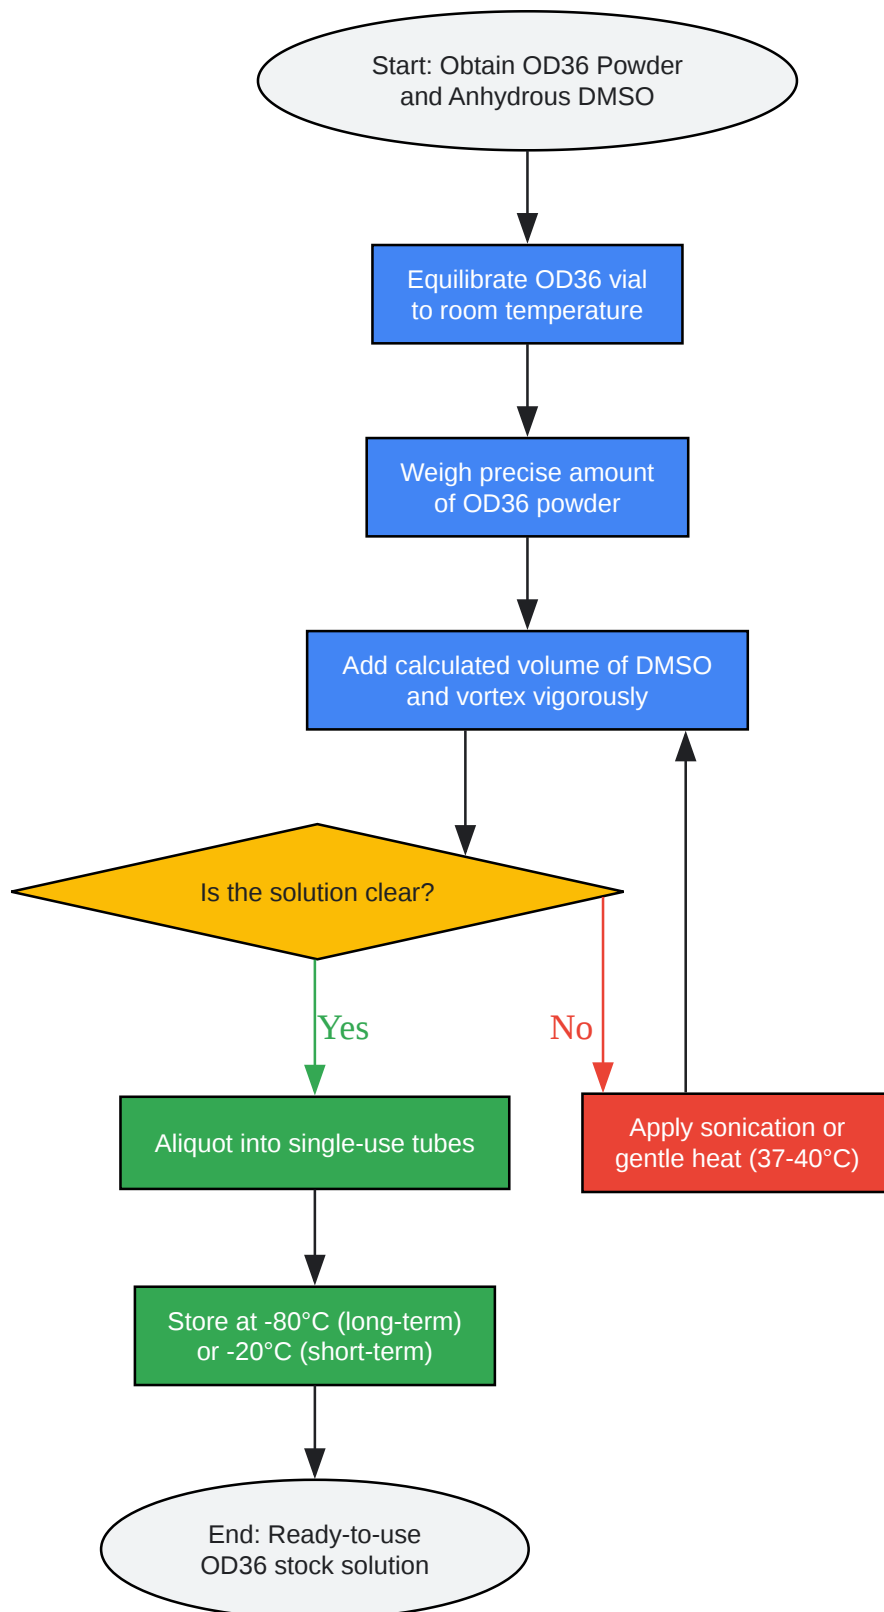 Start: Obtain OD36 Powder
and Anhydrous DMSO
Equilibrate OD36 vial
to room temperature
Weigh precise amount
of OD36 powder
Add calculated volume of DMSO
and vortex vigorously
Is the solution clear?
Yes
No
Aliquot into single-use tubes
Apply sonication or
gentle heat (37-40°C)
Store at -80°C (long-term)
or -20°C (short-term)
End: Ready-to-use
OD36 stock solution